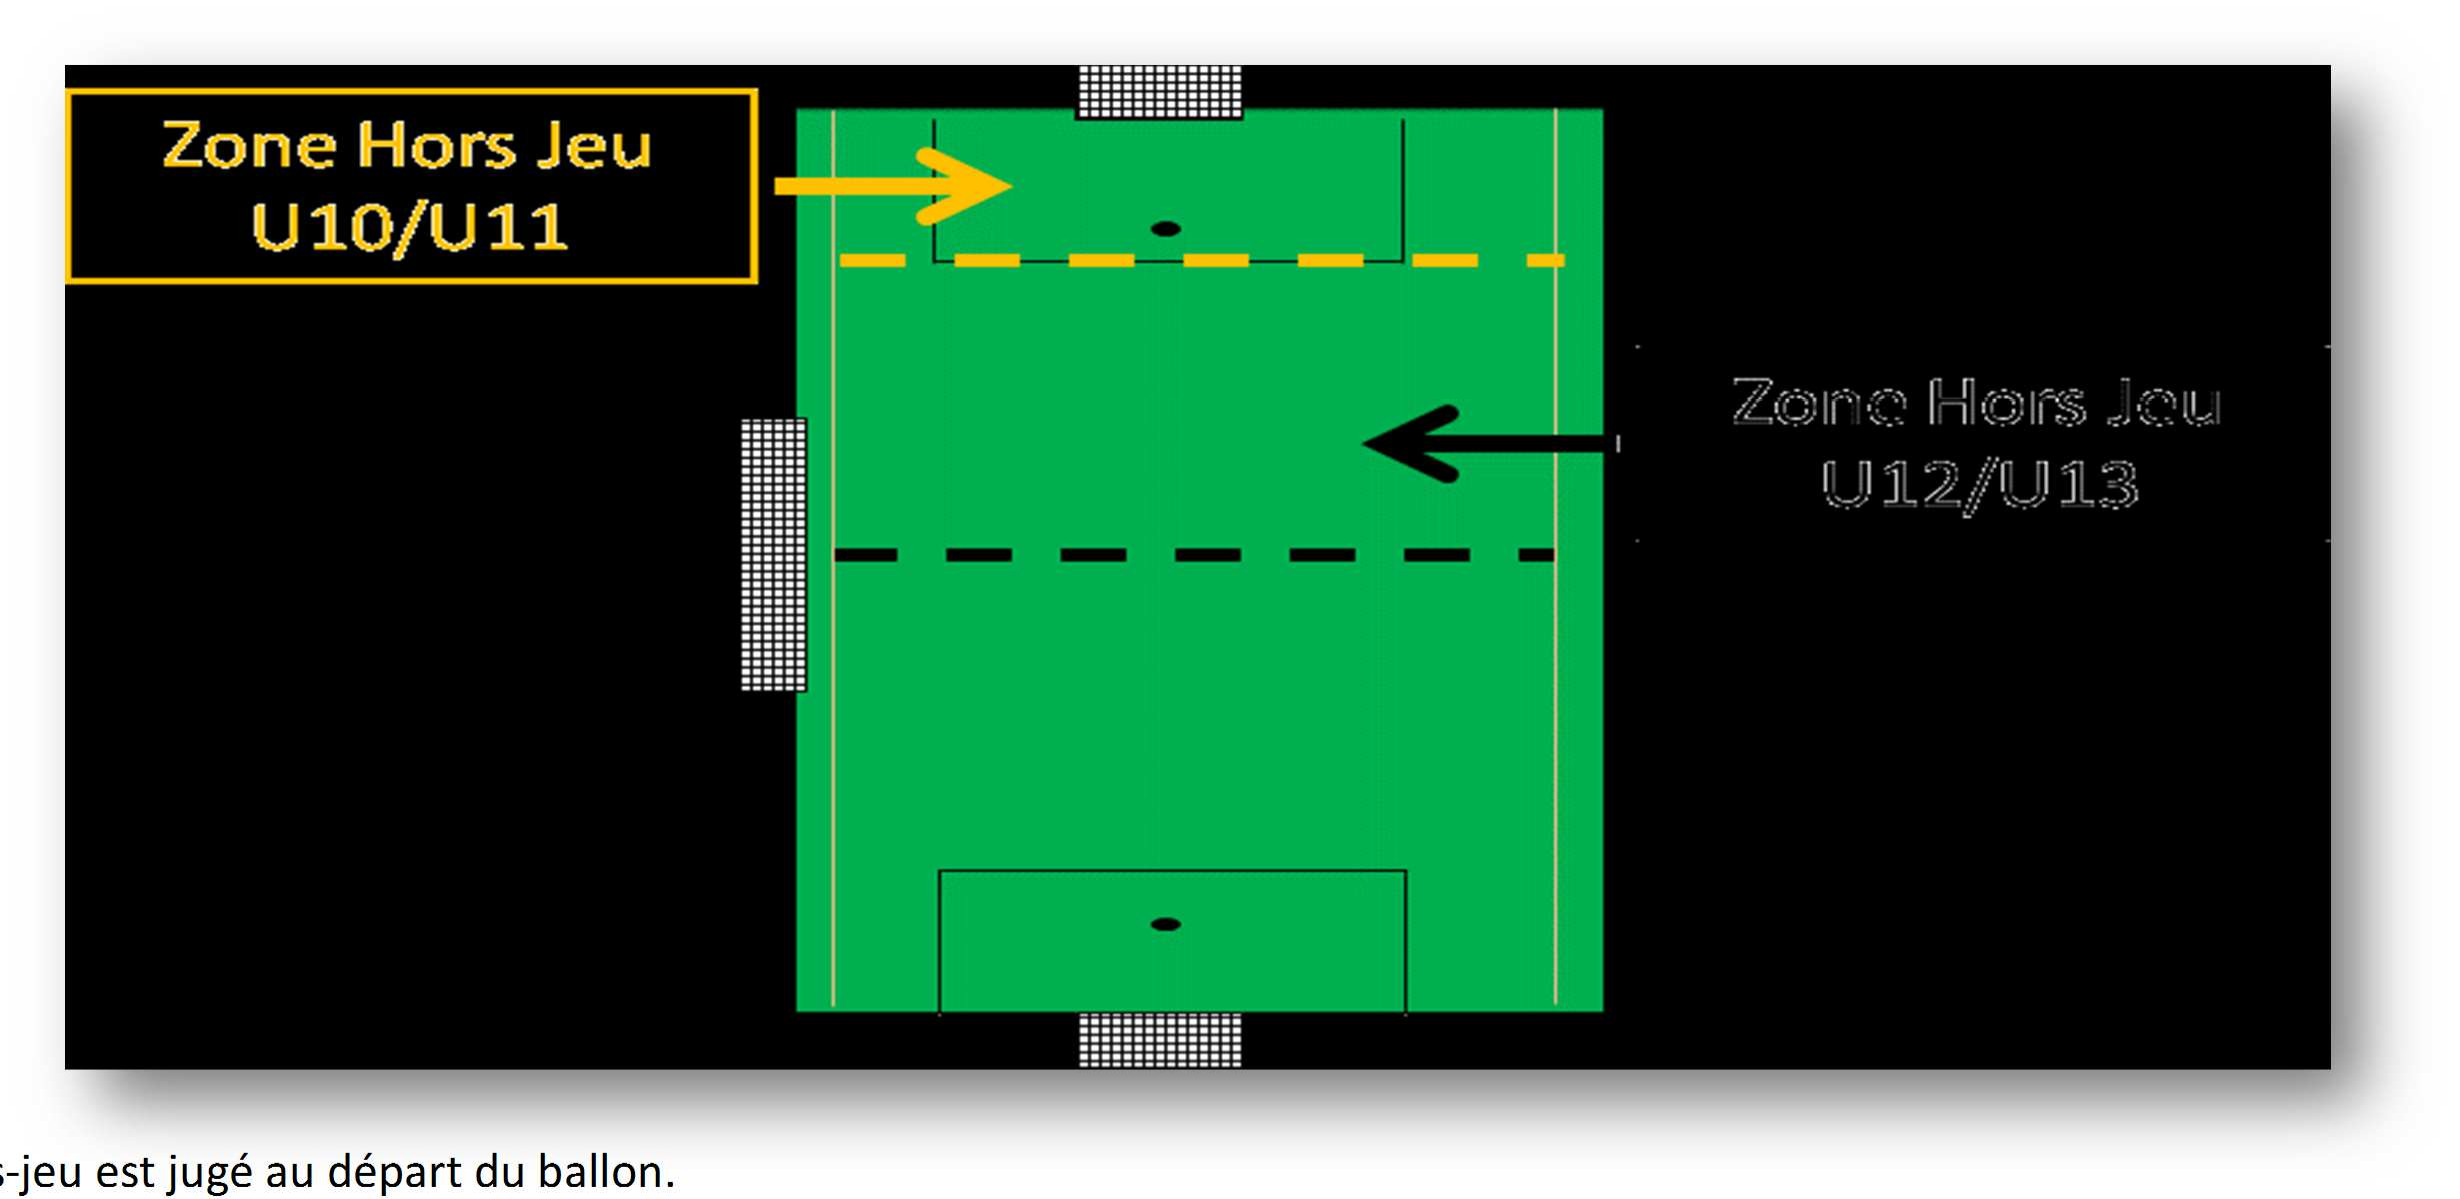 Zone Hors Jeu
U10/U11
Zone Hors Jeu
U12/U13
s-jeu est jugé au départ du ballon.